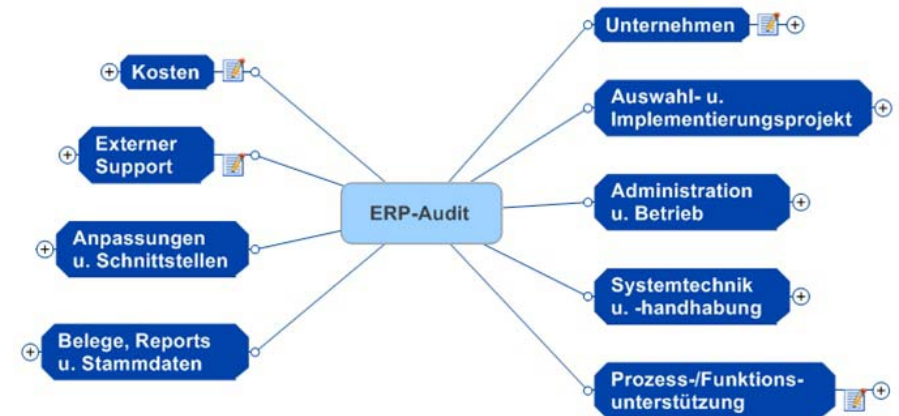 Unternehmen
Kosten
Auswahl- u.
Implementierungsprojekt
Externer
Support
Administration
u. Betrieb
ERP-Audit
Anpassungen
u. Schnittstellen
Systemtechnik
u. -handhabung
Belege, Reports
u. Stammdaten
Prozess-/Funktions-
unterstützung